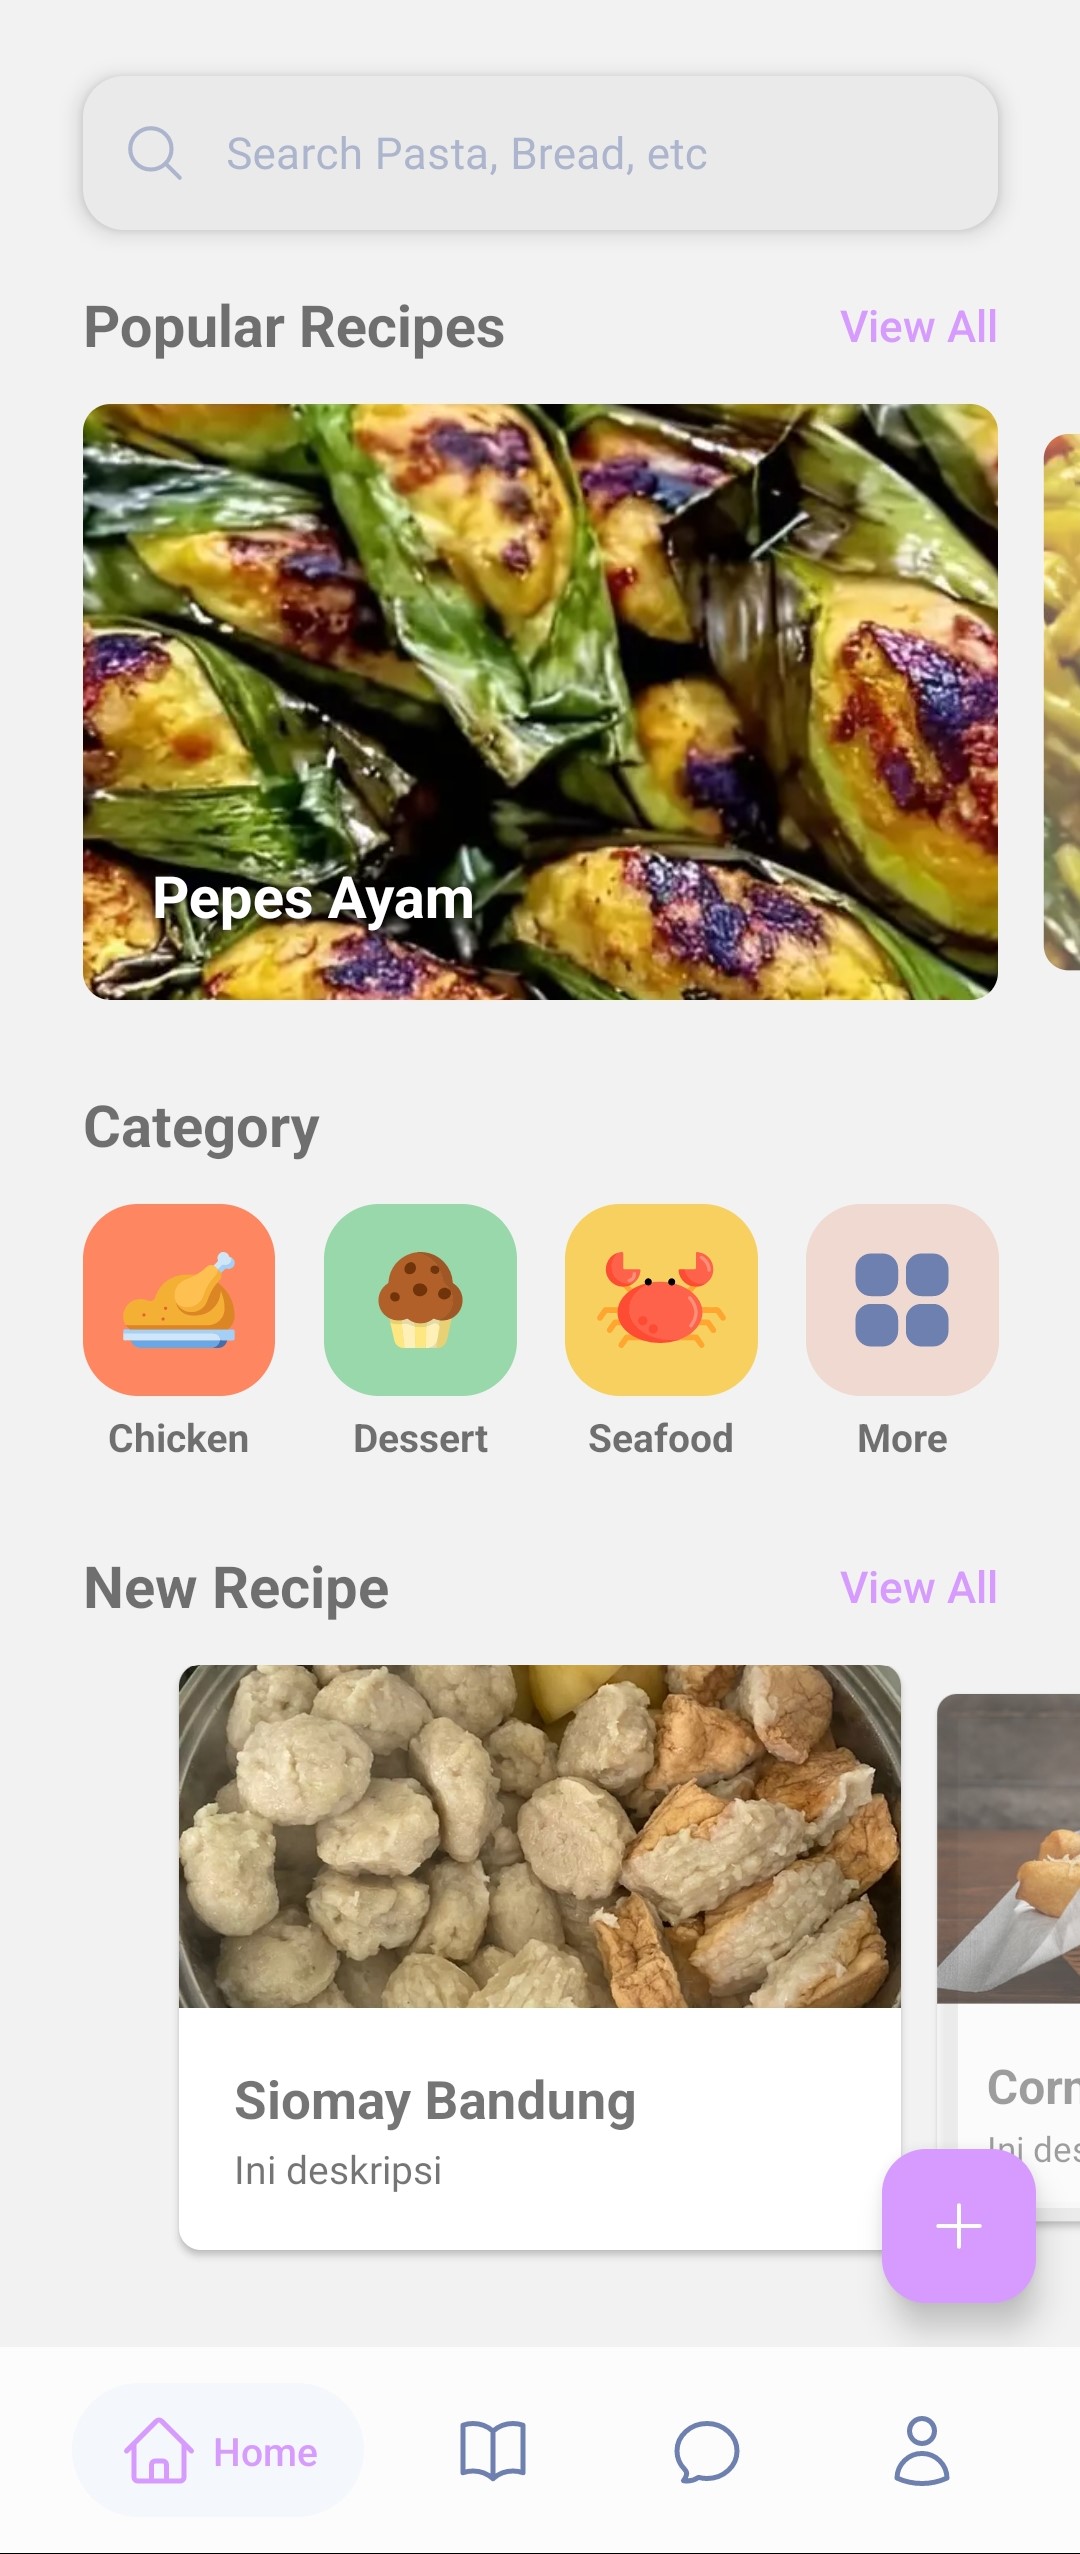 Search Pasta, Bread, etc
Popular Recipes
View All
Pepes Ayam
Category
Chicken
Dessert
Seafood
More
New Recipe
View All
Siomay Bandung
Ini deskripsi
Corn
Ini des
Home